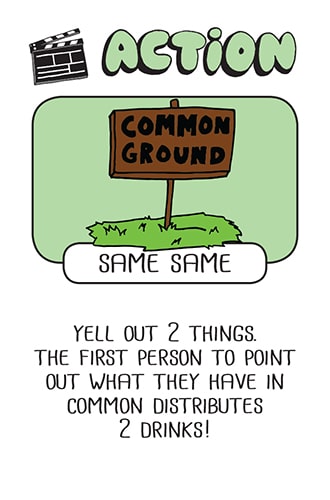 ACTION
COMMON
GROUND
SAME SAME
YELL OUT 2 THINGS.
THE FIRST PERSON TO POINT
OUT WHAT THEY HAVE IN
COMMON DISTRIBUTES
2 DRINKS!